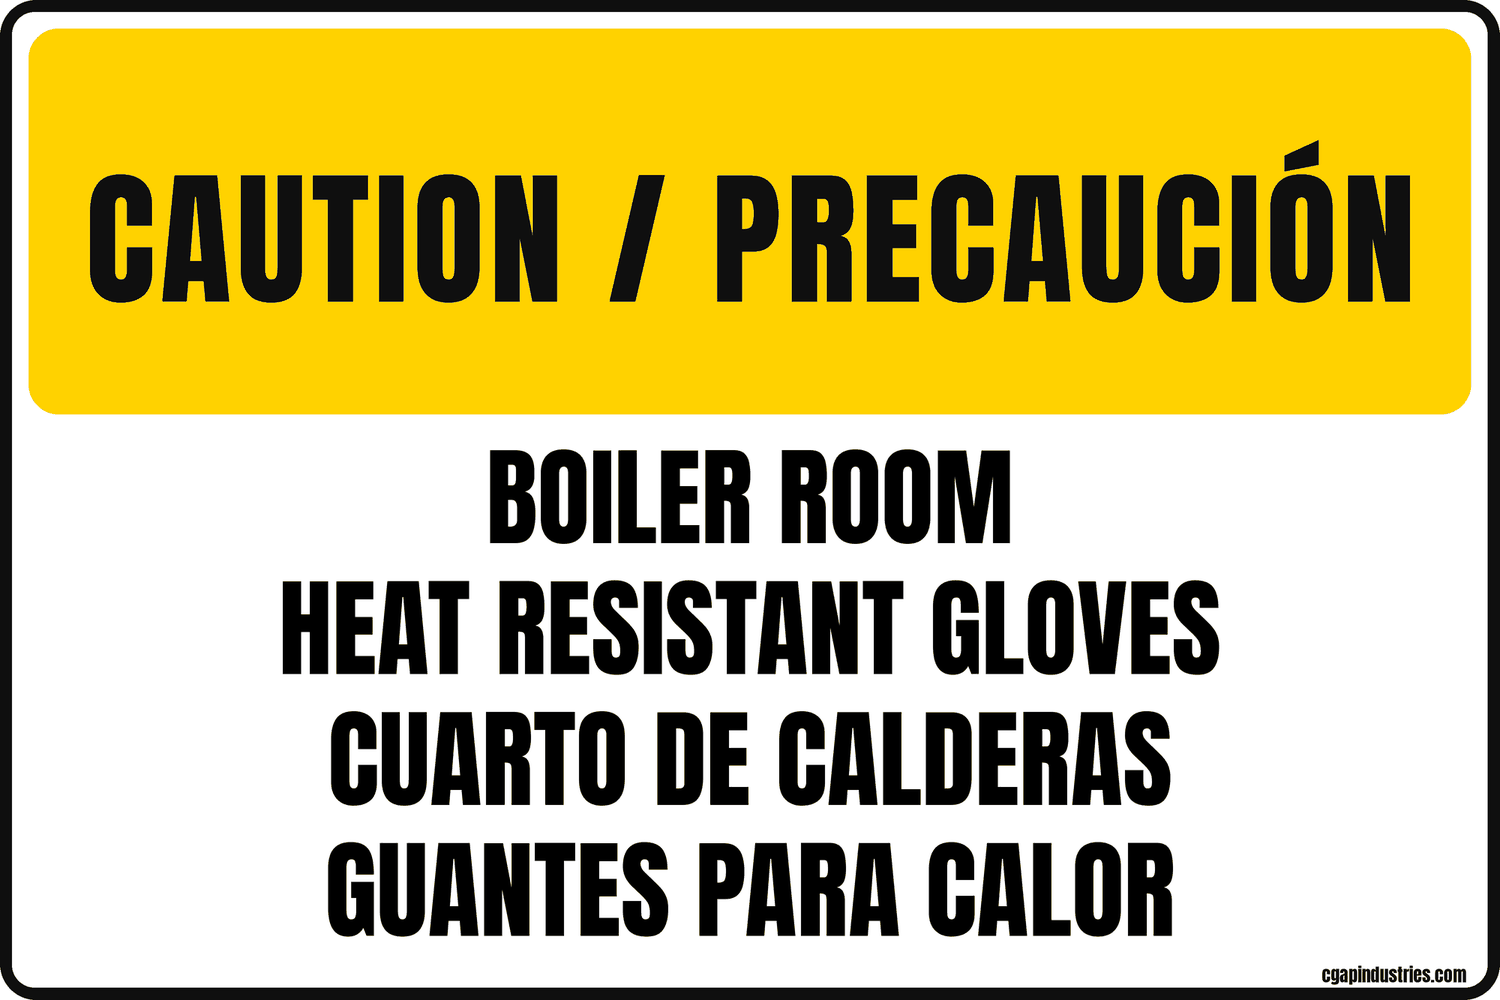 CAUTION / PRECAUCIÓN
BOILER ROOM
HEAT RESISTANT GLOVES
CUARTO DE CALDERAS
GUANTES PARA CALOR
cgapindustries.com